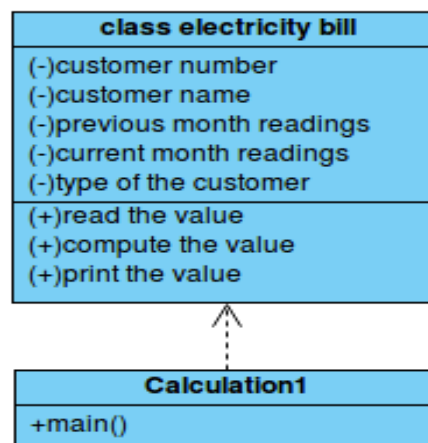 class electricity bill
(-)customer number
(-)customer name
(-)previous month readings
(-)current month readings
(-)type of the customer
(+)read the value
(+)compute the value
(+)print the value
Calculation1
+main()